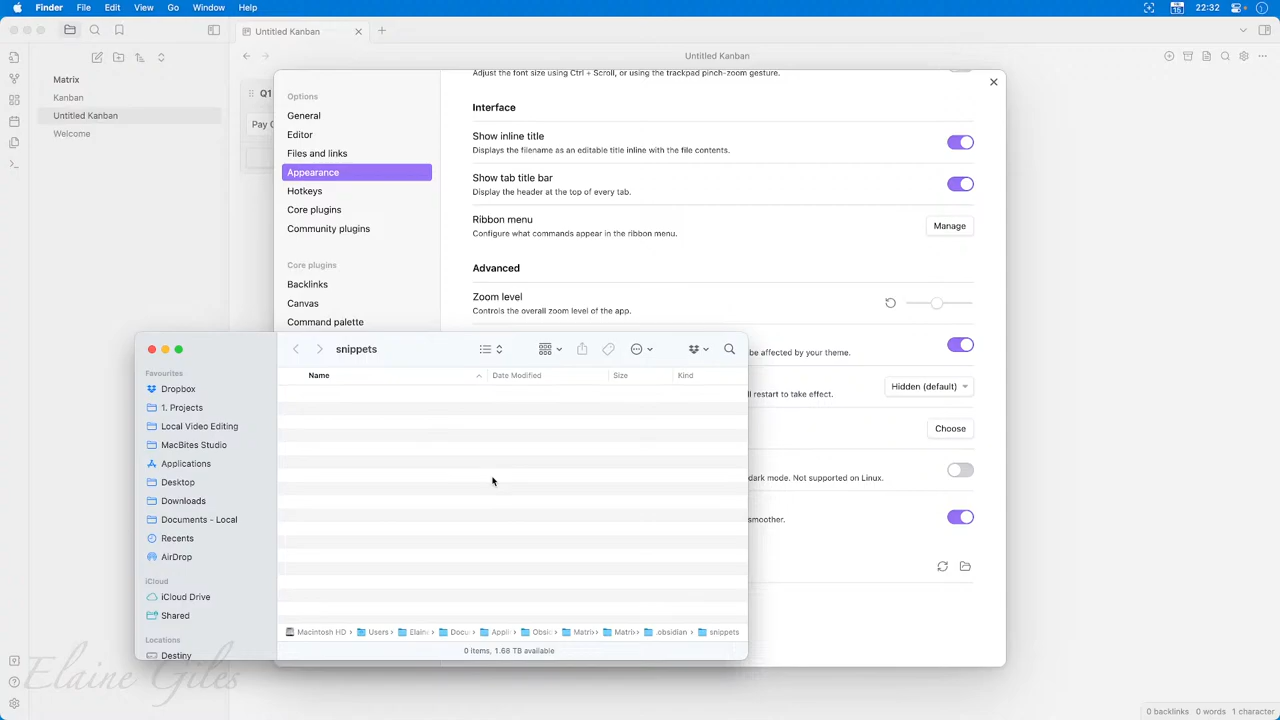 Finder File Edit View Go Window Help 15 22:32
Untitled Kanban
Untitled Kanban
Matrix
Kanban
Untitled Kanban
Welcome
Q1
Pay
Options
General
Editor
Files and links
Appearance
Hotkeys
Core plugins
Community plugins
Core plugins
Backlinks
Canvas
Command palette
Adjust the font size using Ctrl + Scroll, or using the trackpad pinch-zoom gesture.
Interface
Show inline title
Displays the filename as an editable title inline with the file contents.
Show tab title bar
Display the header at the top of every tab.
Ribbon menu
Configure what commands appear in the ribbon menu.
Manage
Advanced
Zoom level
Controls the overall zoom level of the app.
be affected by your theme.
Hidden (default)
ll restart to take effect.
Choose
dark mode. Not supported on Linux.
smoother.
snippets
Name Date Modified Size Kind
Favourites
Dropbox
1. Projects
Local Video Editing
MacBites Studio
Applications
Desktop
Downloads
Documents - Local
Recents
AirDrop
iCloud
iCloud Drive
Shared
Locations
Destiny
Macintosh HD › Users › Elain › Docu › Appli › Obsi › Matrix › Matrix › .obsidian › snippets
0 items, 1.68 TB available
Elaine Giles
0 backlinks 0 words 1 character